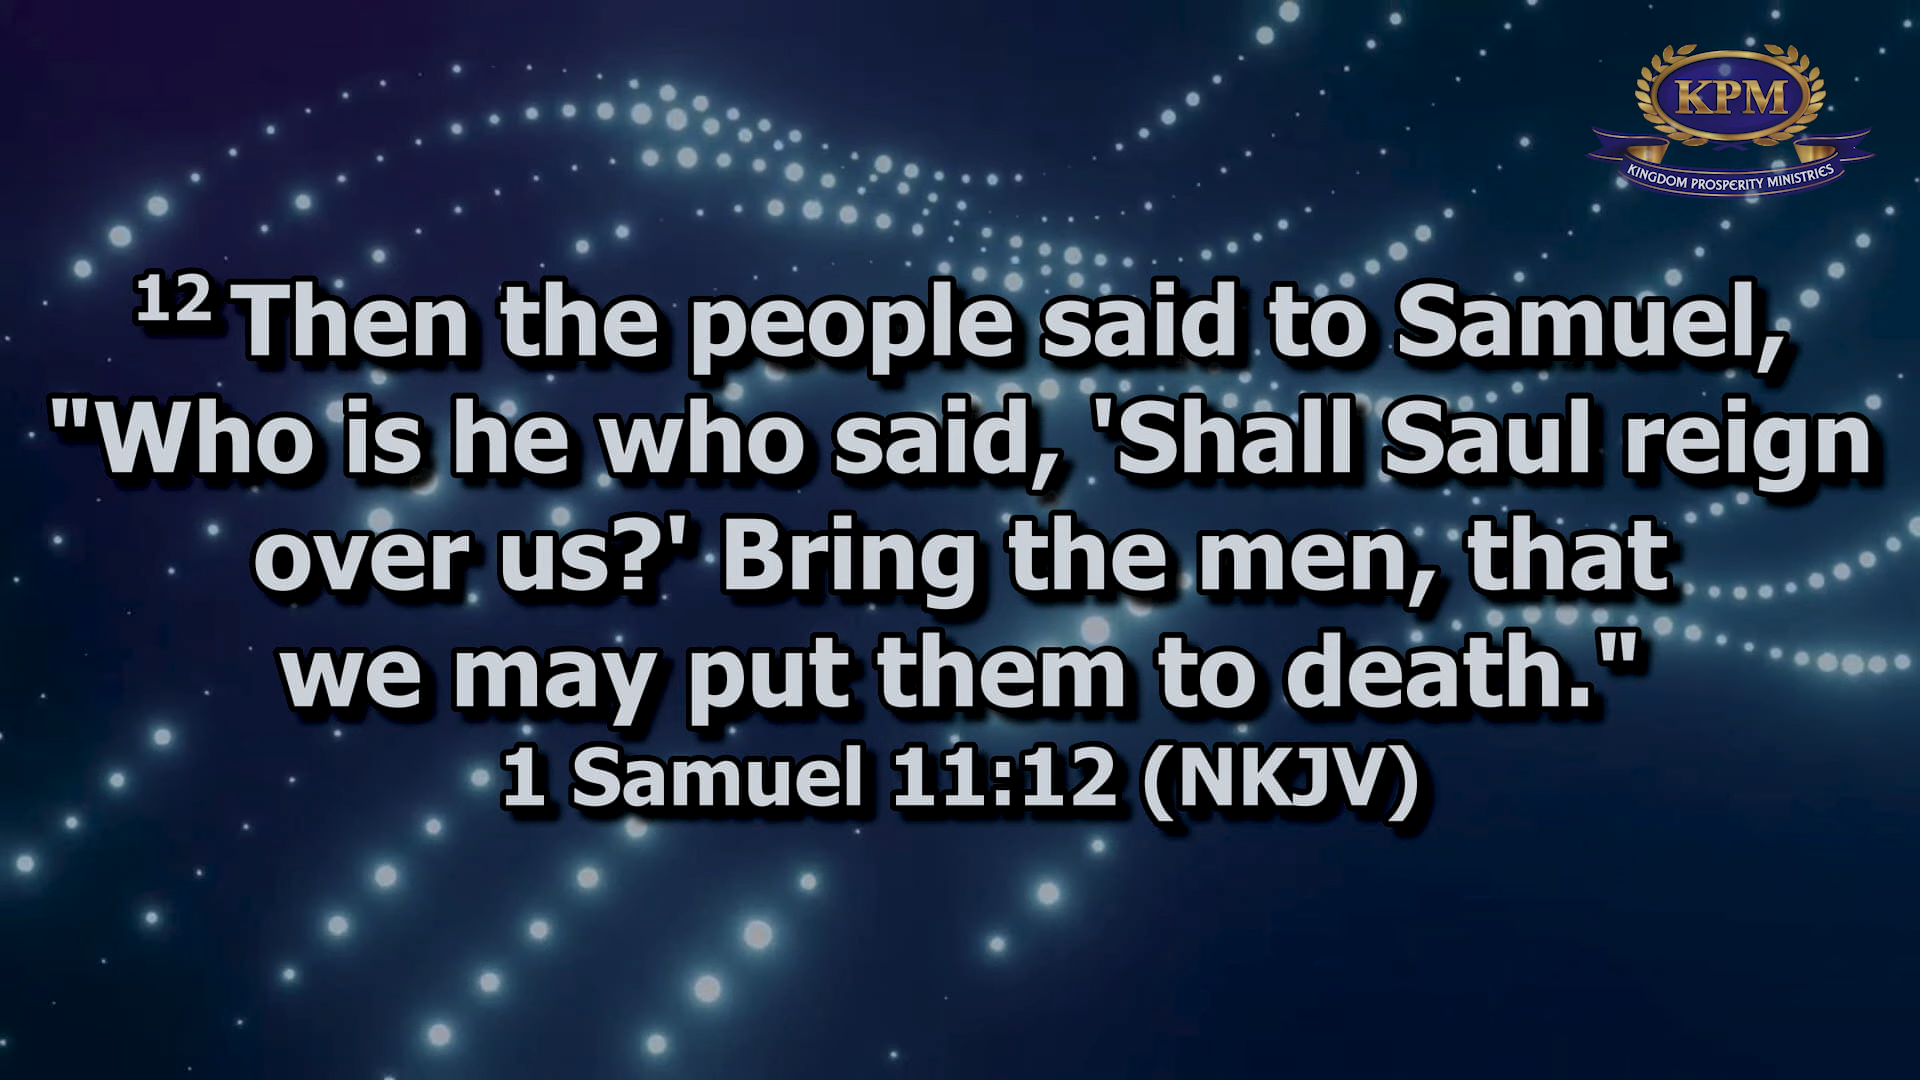 KPM
KINGDOM PROSPERITY MINISTRIES
12 Then the people said to Samuel,
"Who is he who said, 'Shall Saul reign
over us?' Bring the men, that
we may put them to death."
1 Samuel 11:12 (NKJV)